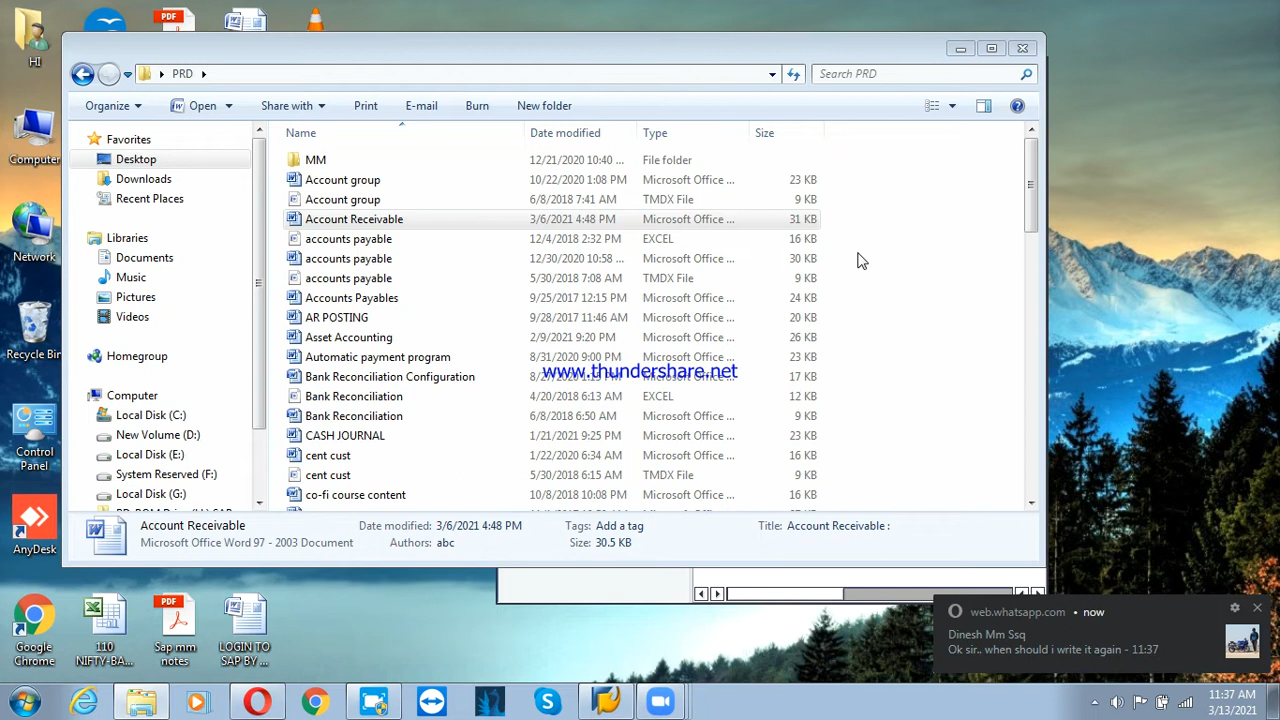 HI
Computer
Network
Recycle Bin
Control
Panel
AnyDesk
Google
Chrome
PDF
PRD
Search PRD
Organize
Open
Share with
Print
E-mail
Burn
New folder
Favorites
Desktop
Downloads
Recent Places
Libraries
Documents
Music
Pictures
Videos
Homegroup
Computer
Local Disk (C:)
New Volume (D:)
Local Disk (E:)
System Reserved (F:)
Local Disk (G:)
Name Date modified Type Size
MM 12/21/2020 10:40 ... File folder
Account group 10/22/2020 1:08 PM Microsoft Office ... 23 KB
Account group 6/8/2018 7:41 AM TMDX File 9 KB
Account Receivable 3/6/2021 4:48 PM Microsoft Office ... 31 KB
accounts payable 12/4/2018 2:32 PM EXCEL 16 KB
accounts payable 12/30/2020 10:58 ... Microsoft Office ... 30 KB
accounts payable 5/30/2018 7:08 AM TMDX File 9 KB
Accounts Payables 9/25/2017 12:15 PM Microsoft Office ... 24 KB
AR POSTING 9/28/2017 11:46 AM Microsoft Office ... 20 KB
Asset Accounting 2/9/2021 9:20 PM Microsoft Office ... 26 KB
Automatic payment program 8/31/2020 9:00 PM Microsoft Office ... 23 KB
www.thundershare.net
Bank Reconciliation Configuration Microsoft Office ... 17 KB
Bank Reconciliation 4/20/2018 6:13 AM EXCEL 12 KB
Bank Reconciliation 6/8/2018 6:50 AM Microsoft Office ... 9 KB
CASH JOURNAL 1/21/2021 9:25 PM Microsoft Office ... 23 KB
cent cust 1/22/2020 6:34 AM Microsoft Office ... 24 KB
cent cust 5/30/2018 6:15 AM TMDX File 9 KB
co-fi course content 10/8/2018 10:08 PM Microsoft Office ... 16 KB
Account Receivable Date modified: 3/6/2021 4:48 PM Tags: Add a tag Title: Account Receivable :
Microsoft Office Word 97 - 2003 Document Authors: abc Size: 30.5 KB
110
NIFTY-BA...
PDF
Sap mm
notes
LOGIN TO
SAP BY ...
web.whatsapp.com • now
Dinesh Mm Ssq
Ok sir.. when should i write it again - 11:37
11:37 AM
3/13/2021